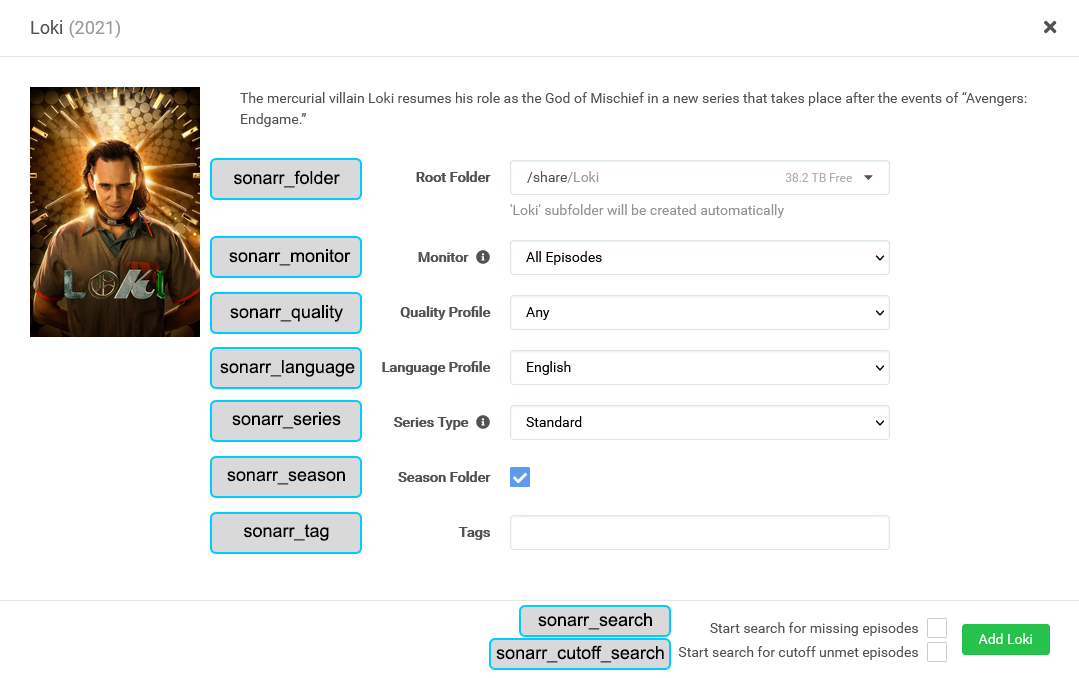 Loki (2021)
The mercurial villain Loki resumes his role as the God of Mischief in a new series that takes place after the events of “Avengers:
Endgame.”
LOKI
sonarr_folder Root Folder /share/Loki 38.2 TB Free
'Loki' subfolder will be created automatically
sonarr_monitor Monitor All Episodes
sonarr_quality Quality Profile Any
sonarr_language Language Profile English
sonarr_series Series Type Standard
sonarr_season Season Folder
sonarr_tag Tags
sonarr_search Start search for missing episodes
sonarr_cutoff_search Start search for cutoff unmet episodes
Add Loki